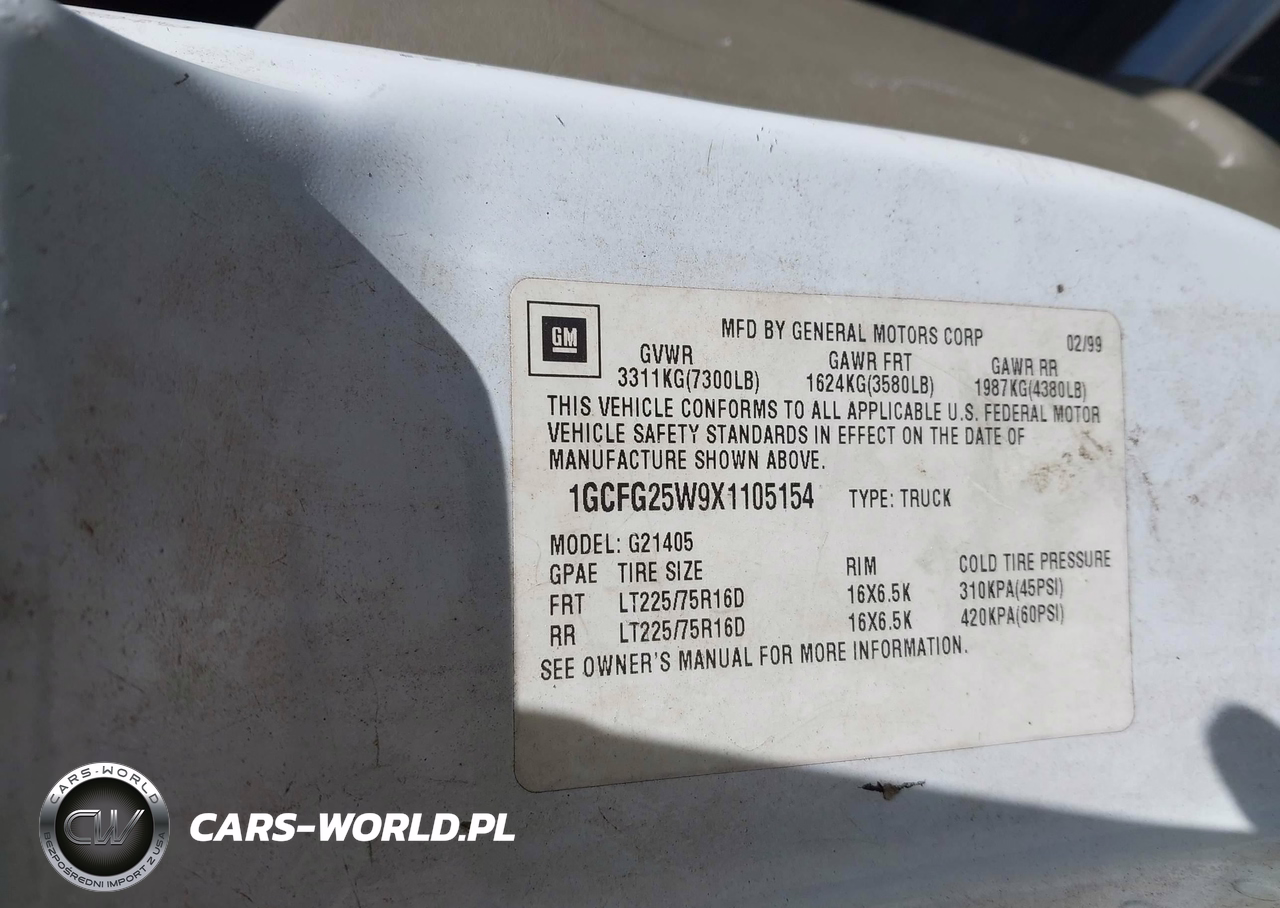 GM
MFD BY GENERAL MOTORS CORP 02/99
GVWR GAWR FRT GAWR RR
3311KG(7300LB) 1624KG(3580LB) 1987KG(4380LB)
THIS VEHICLE CONFORMS TO ALL APPLICABLE U.S. FEDERAL MOTOR
VEHICLE SAFETY STANDARDS IN EFFECT ON THE DATE OF
MANUFACTURE SHOWN ABOVE.
1GCFG25W9X1105154 TYPE: TRUCK
MODEL: G21405
GPAE TIRE SIZE RIM COLD TIRE PRESSURE
FRT LT225/75R16D 16X6.5K 310KPA(45PSI)
RR LT225/75R16D 16X6.5K 420KPA(60PSI)
SEE OWNER'S MANUAL FOR MORE INFORMATION.
CARS-WORLD
CW
BEZPOŚREDNI IMPORT Z USA
CARS-WORLD.PL